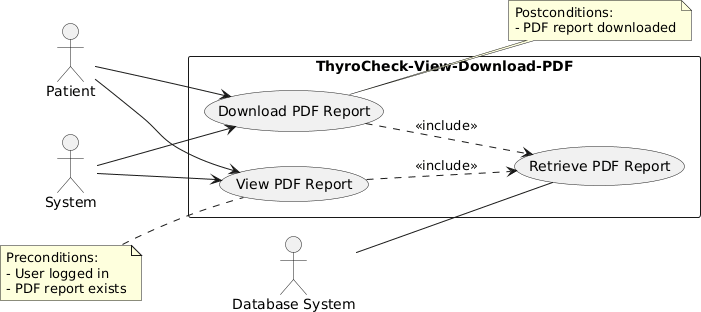 Postconditions:
- PDF report downloaded
ThyroCheck-View-Download-PDF
Patient
Download PDF Report
«include»
«include»
Retrieve PDF Report
System
View PDF Report
Preconditions:
- User logged in
- PDF report exists
Database System